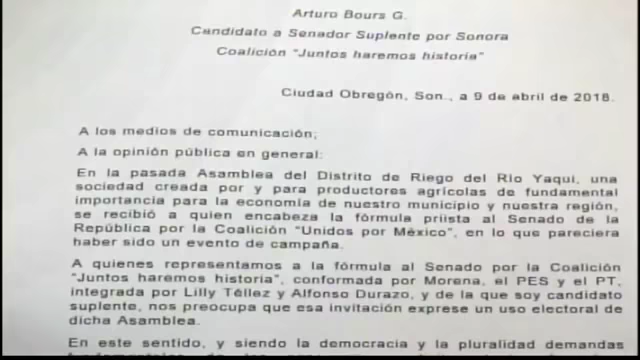 Arturo Bours G.
Candidato a Senador Suplente por Sonora
Coalición "Juntos haremos historia"
Ciudad Obregón, Son., a 9 de abril de 2018.
A los medios de comunicación;
A la opinión pública en general:
En la pasada Asamblea del Distrito de Riego del Río Yaqui, una
sociedad creada por y para productores agrícolas de fundamental
importancia para la economía de nuestro municipio y nuestra región,
se recibió a quien encabeza la fórmula priista al Senado de la
República por la Coalición "Unidos por México", en lo que pareciera
haber sido un evento de campaña.
A quienes representamos a la fórmula al Senado por la Coalición
"Juntos haremos historia", conformada por Morena, el PES y el PT,
integrada por Lilly Téllez y Alfonso Durazo, y de la que soy candidato
suplente, nos preocupa que esa invitación exprese un uso electoral de
dicha Asamblea.
En este sentido, y siendo la democracia y la pluralidad demandas